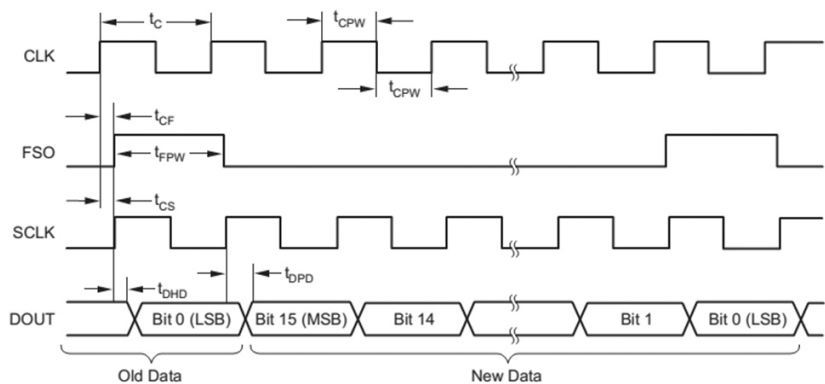 t_C
t_CPW
CLK
t_CPW
t_CF
FSO
t_FPW
t_CS
SCLK
t_DHD
t_DPD
DOUT
Bit 0 (LSB)
Bit 15 (MSB)
Bit 14
Bit 1
Bit 0 (LSB)
Old Data
New Data